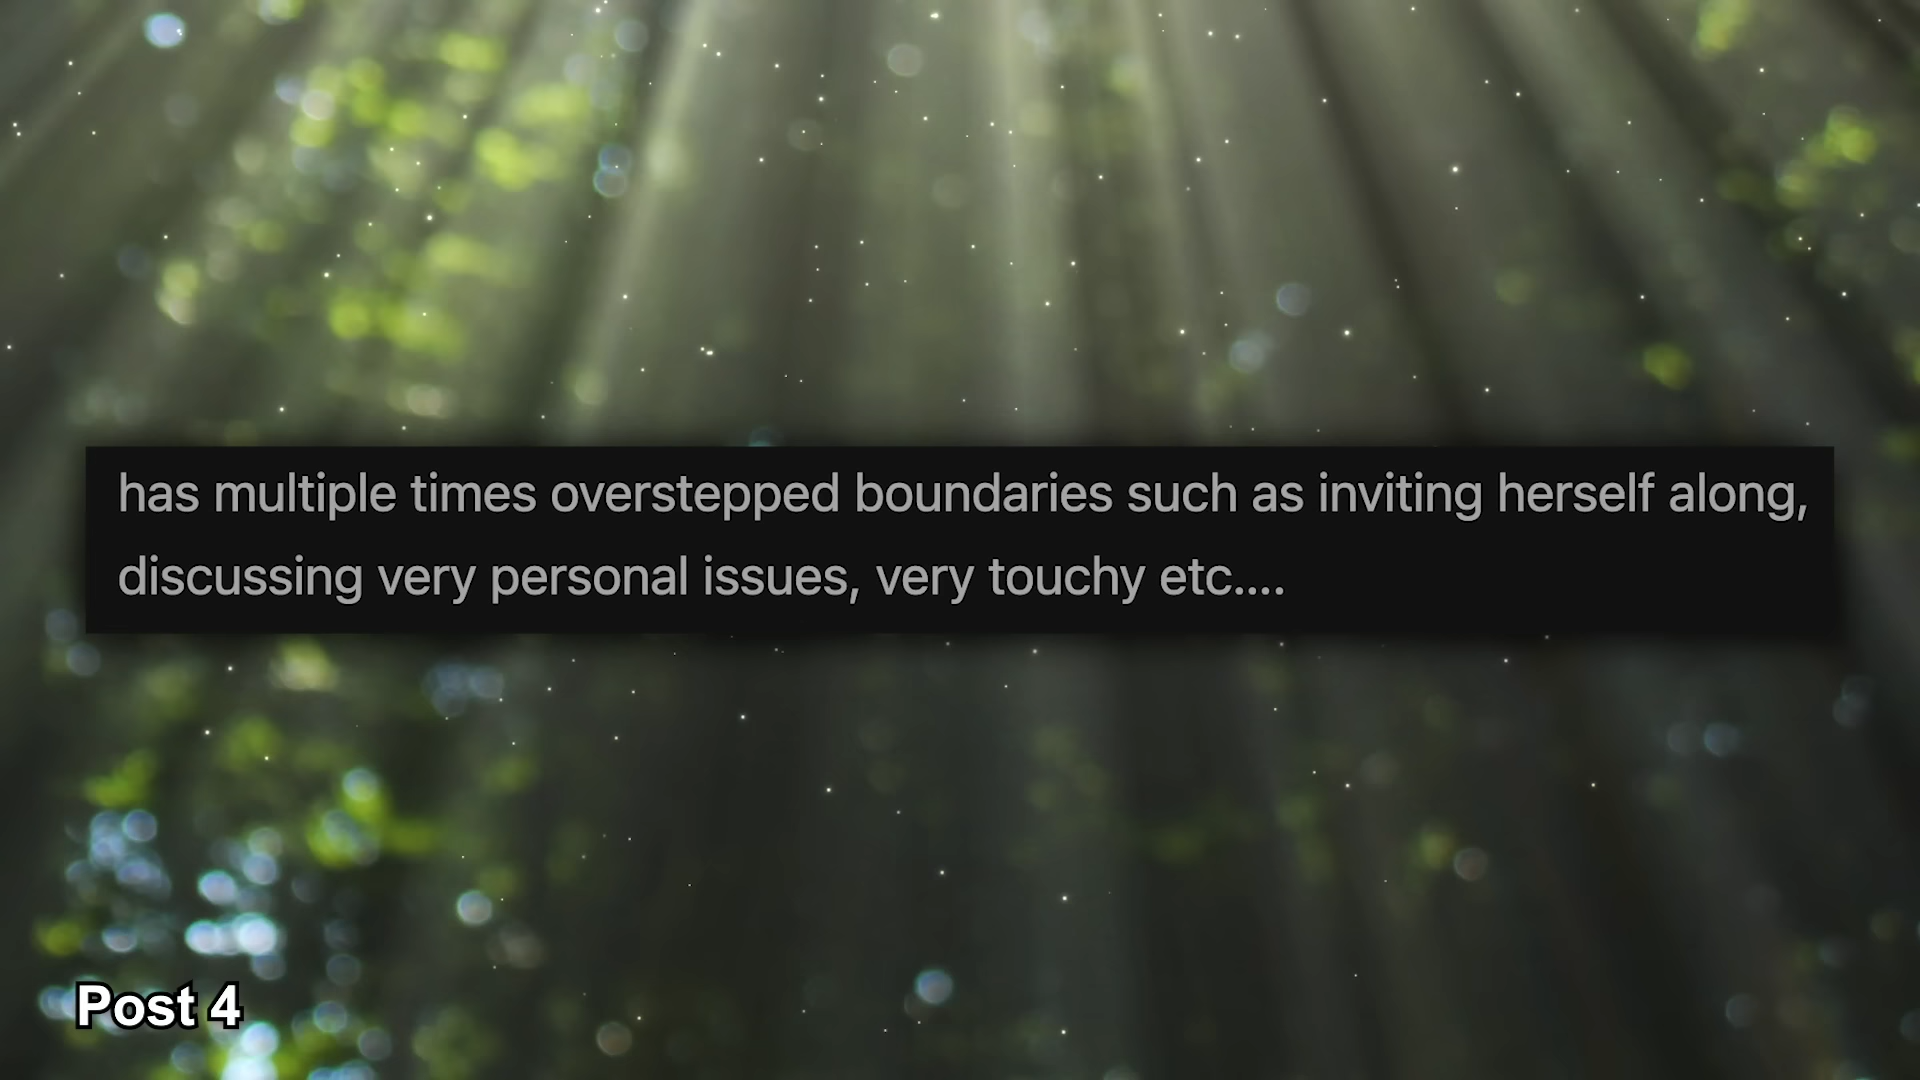 has multiple times overstepped boundaries such as inviting herself along,
discussing very personal issues, very touchy etc....
Post 4